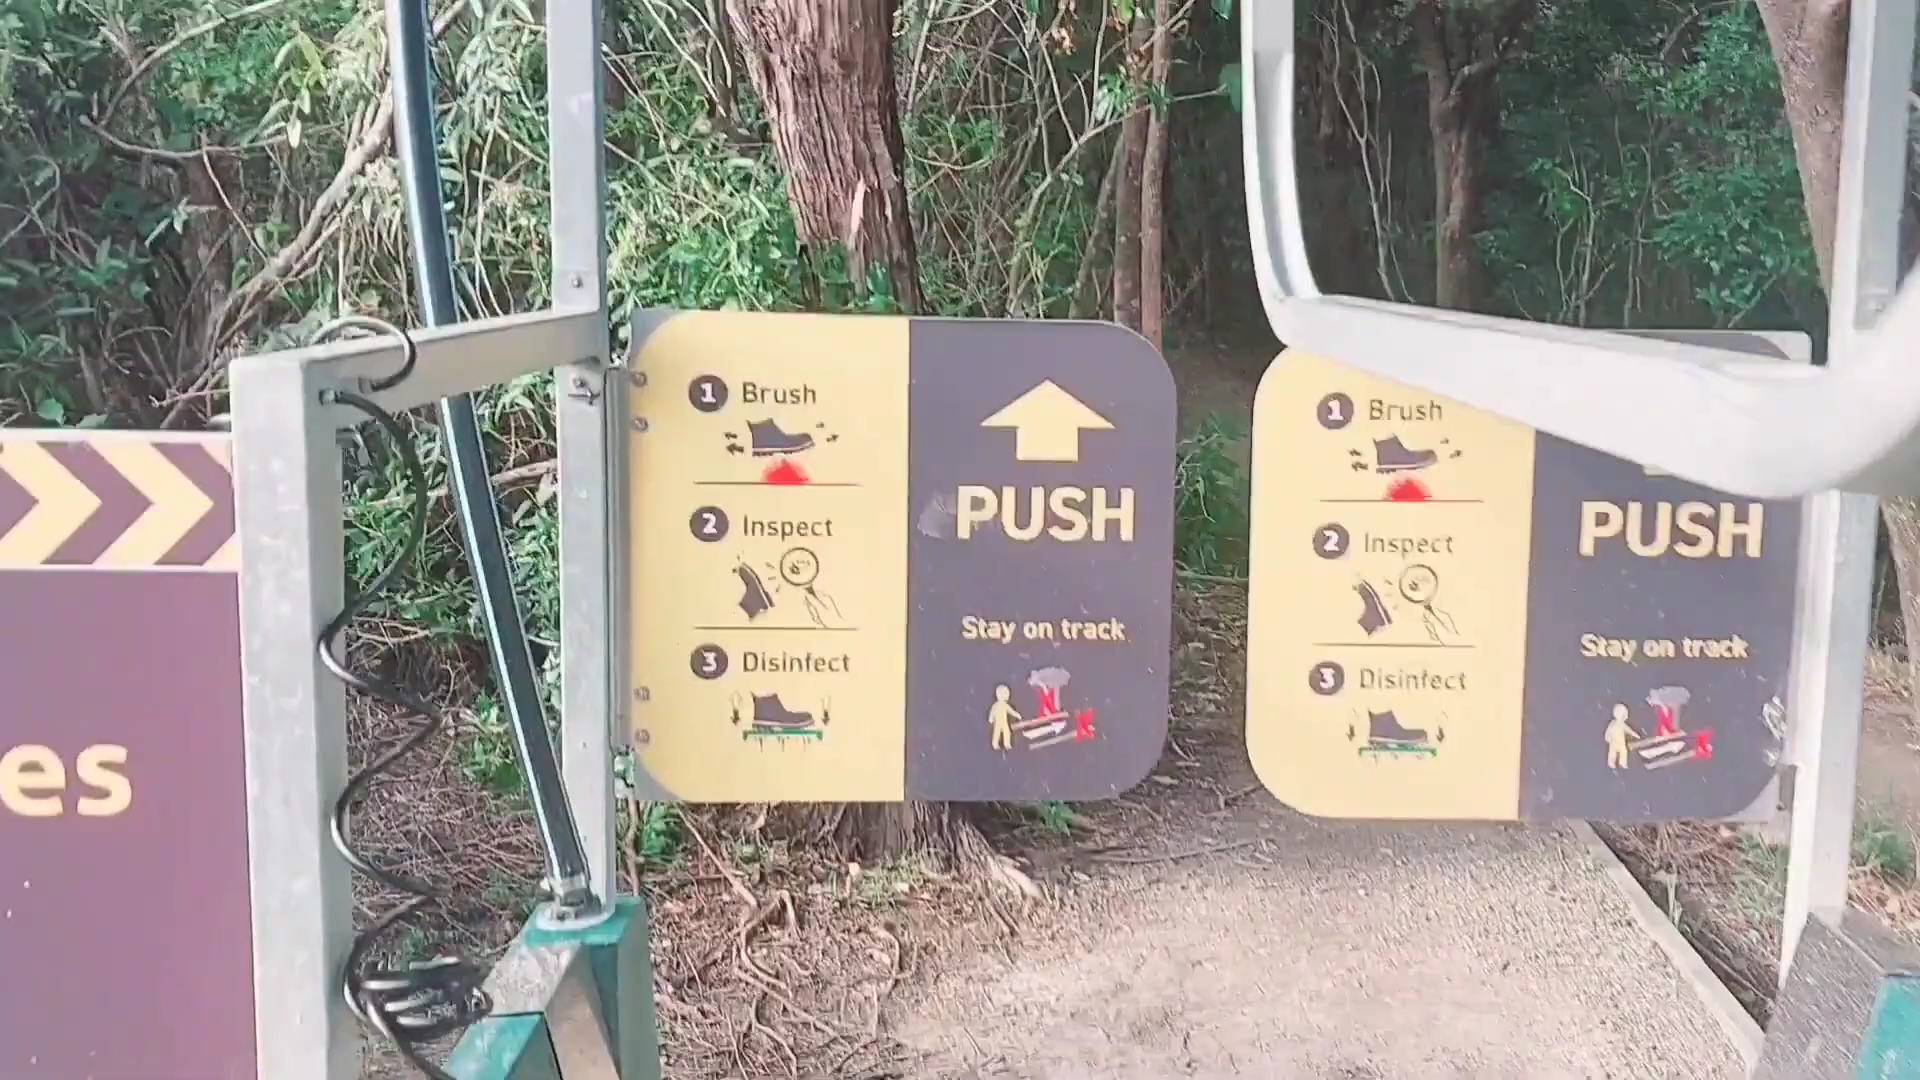 es
1 Brush
2 Inspect
3 Disinfect
PUSH
Stay on track
1 Brush
2 Inspect
3 Disinfect
PUSH
Stay on track